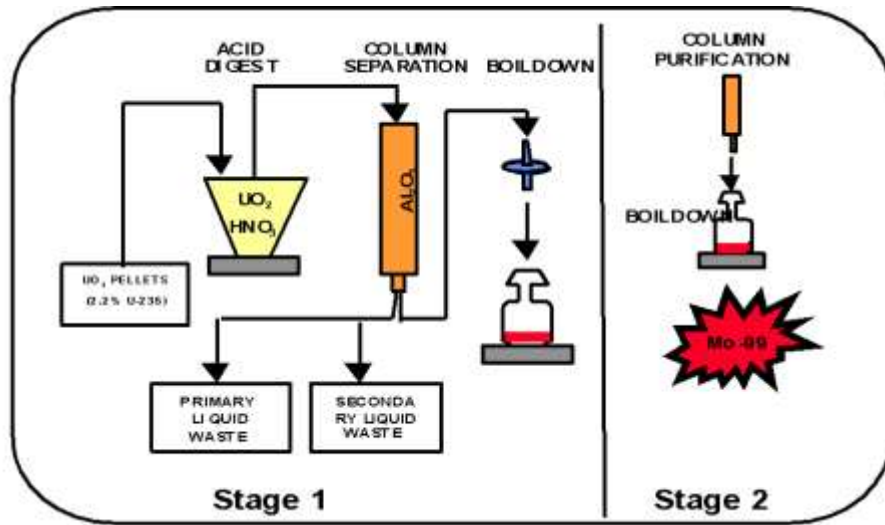 ACID
DIGEST
COLUMN
SEPARATION
BOILDOWN
UO₂
HNO₃
Al₂O₃
UO₂ PELLETS
(2.2% U-235)
PRIMARY
LIQUID
WASTE
SECONDA
RY LIQUID
WASTE
Stage 1
COLUMN
PURIFICATION
BOILDOWN
Mo-99
Stage 2